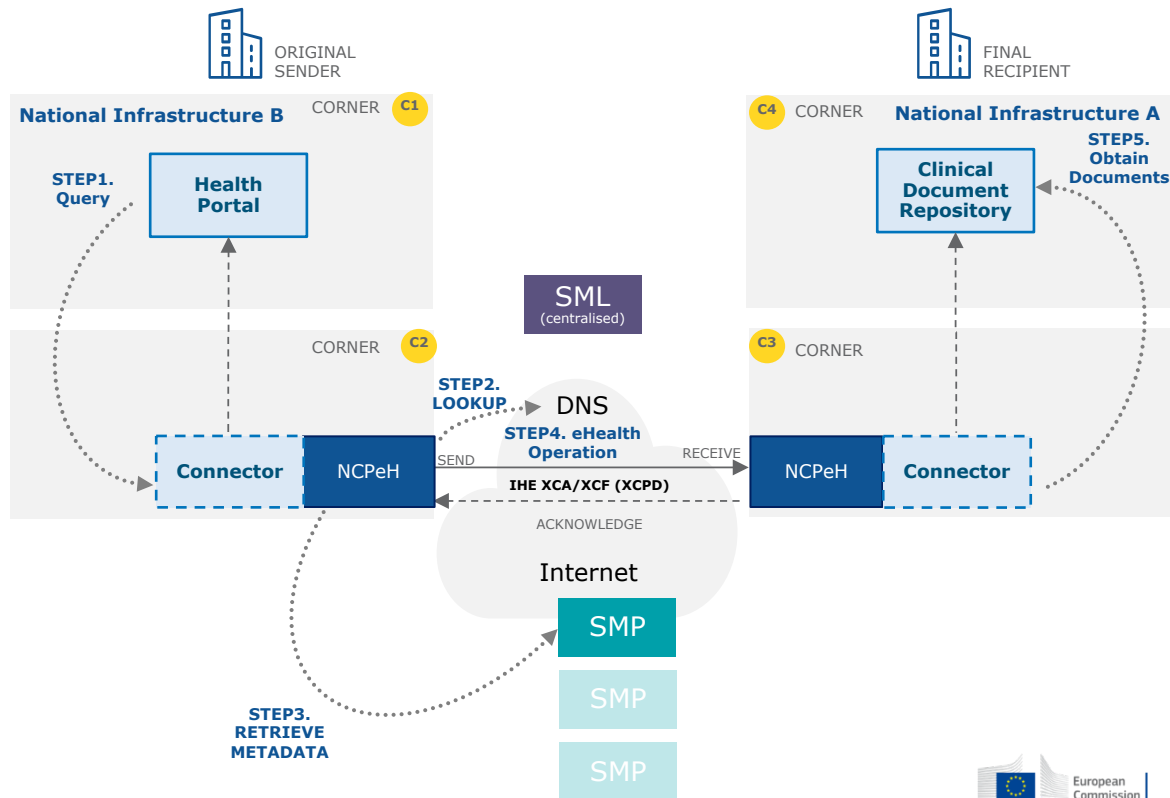 ORIGINAL
SENDER
FINAL
RECIPIENT
National Infrastructure B
CORNER
C1
C4
CORNER
National Infrastructure A
STEP1.
Query
Health
Portal
Clinical
Document
Repository
STEP5.
Obtain
Documents
SML
(centralised)
CORNER
C2
C3
CORNER
STEP2.
LOOKUP
DNS
STEP4. eHealth
Operation
Connector
NCPeH
SEND
RECEIVE
IHE XCA/XCF (XCPD)
ACKNOWLEDGE
NCPeH
Connector
Internet
SMP
SMP
SMP
STEP3.
RETRIEVE
METADATA
European
Commission